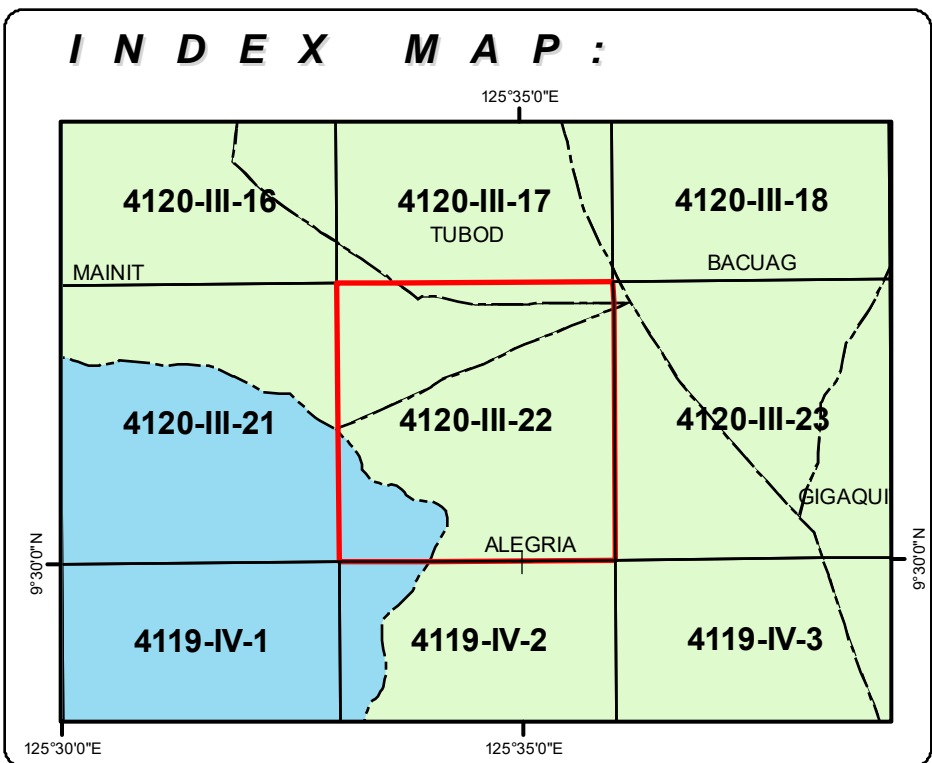 INDEX MAP:
125°35'0"E
4120-III-16
4120-III-17
4120-III-18
TUBOD
MAINIT
BACUAG
4120-III-21
4120-III-22
4120-III-23
GIGAQUI
ALEGRIA
9°30'0"N
9°30'0"N
4119-IV-1
4119-IV-2
4119-IV-3
125°30'0"E
125°35'0"E